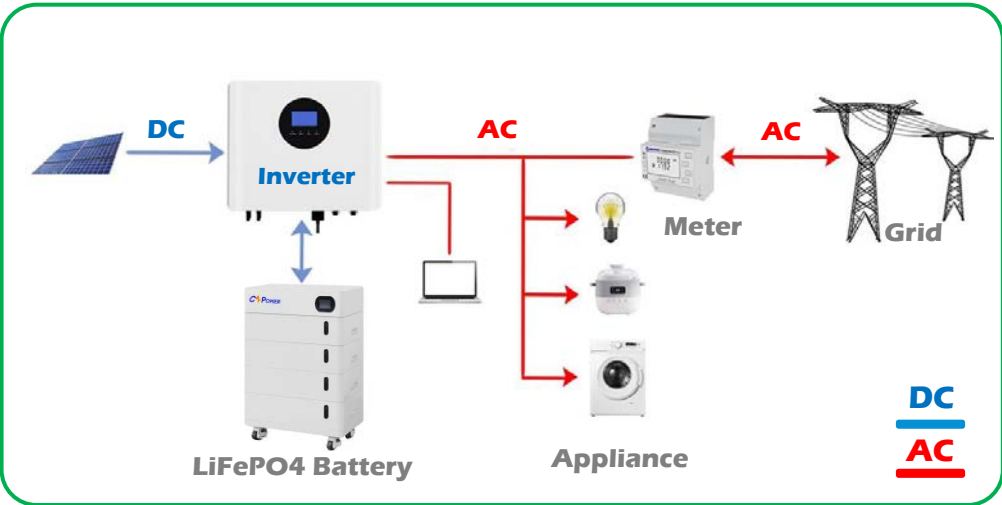 DC
AC
AC
Inverter
Meter
Grid
POWER
LiFePO4 Battery
Appliance
DC
AC